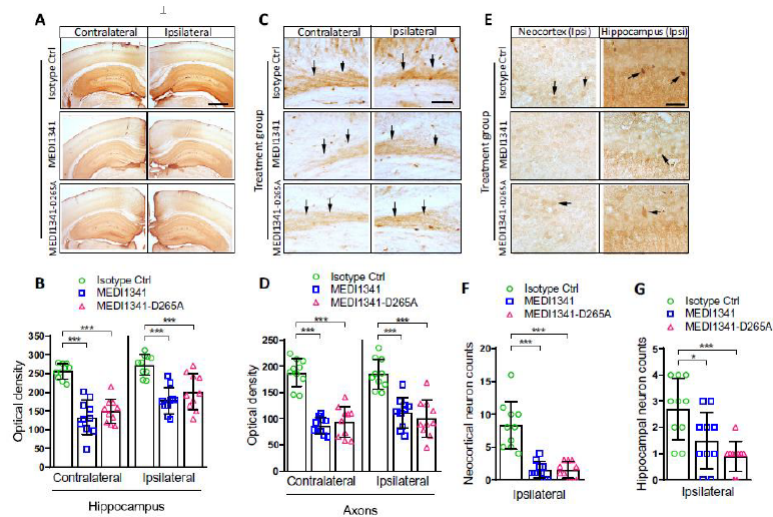 A
Contralateral Ipsilateral
Isotype Ctrl
MEDI1341
MEDI1341-D265A
C
Contralateral Ipsilateral
Treatment group
Isotype Ctrl
MEDI1341
MEDI1341-D265A
E
Neocortex (Ipsi) Hippocampus (Ipsi)
Treatment group
Isotype Ctrl
MEDI1341
MEDI1341-D265A
B
Isotype Ctrl
MEDI1341
MEDI1341-D265A
***
***
***
***
Optical density
350
300
250
200
150
100
50
0
Contralateral Ipsilateral
Hippocampus
D
Isotype Ctrl
MEDI1341
MEDI1341-D265A
***
***
***
***
Optical density
250
200
150
100
50
0
Contralateral Ipsilateral
Axons
F
Isotype Ctrl
MEDI1341
MEDI1341-D265A
***
***
Neocortical neuron counts
20
15
10
5
0
Ipsilateral
G
Isotype Ctrl
MEDI1341
MEDI1341-D265A
***
*
Hippocampal neuron counts
5
4
3
2
1
0
Ipsilateral